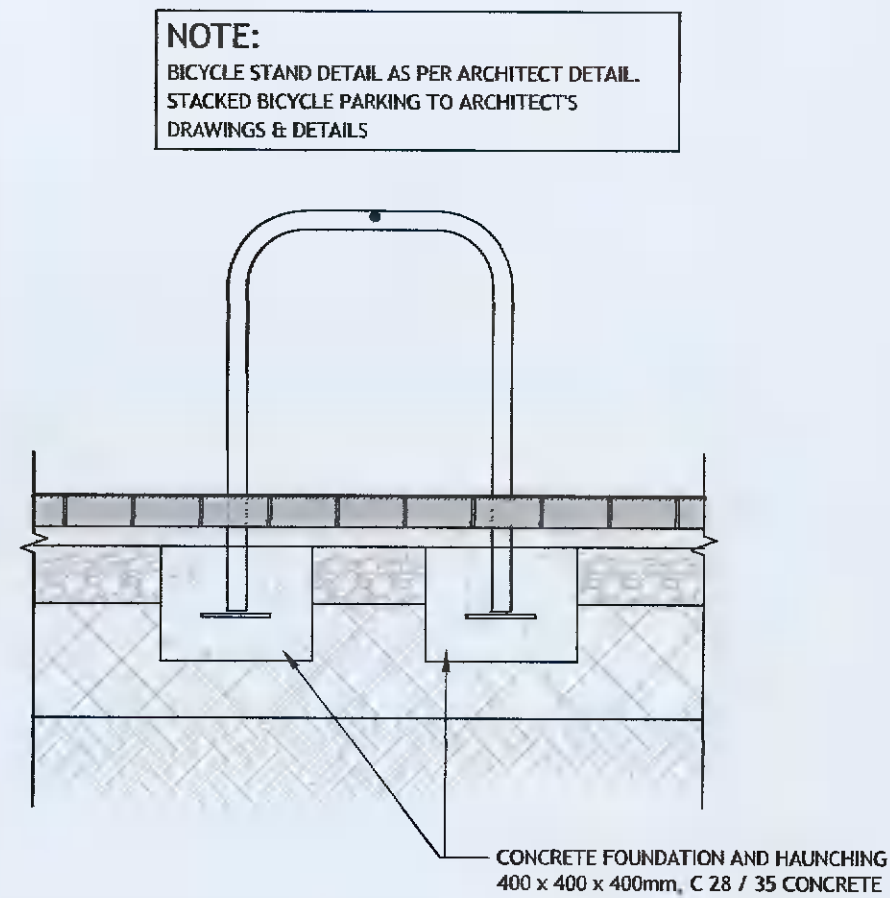 NOTE:
BICYCLE STAND DETAIL AS PER ARCHITECT DETAIL.
STACKED BICYCLE PARKING TO ARCHITECT'S
DRAWINGS & DETAILS
CONCRETE FOUNDATION AND HAUNCHING
400 x 400 x 400mm, C 28 / 35 CONCRETE